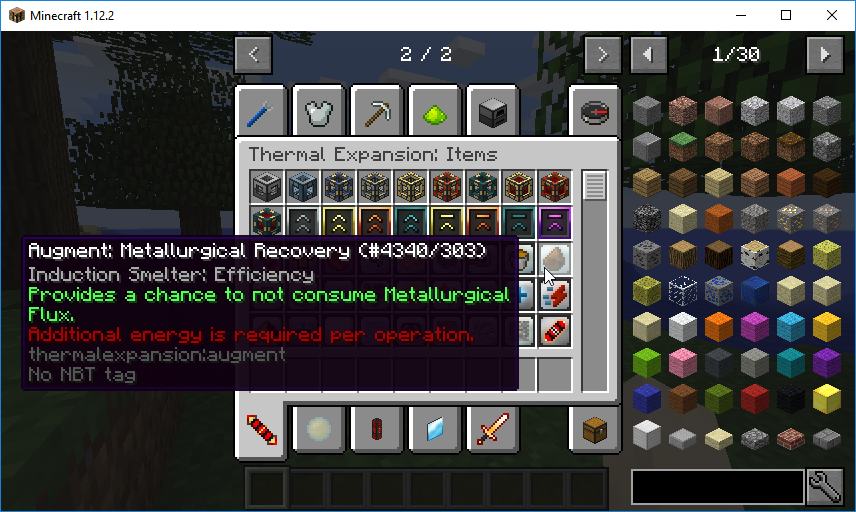 Minecraft 1.12.2
< 2 / 2 > 1/30
Thermal Expansion: Items
Augment: Metallurgical Recovery (#4340/303)
Induction Smelter: Efficiency
Provides a chance to not consume Metallurgical
Flux.
Additional energy is required per operation.
thermalexpansion:augment
No NBT tag